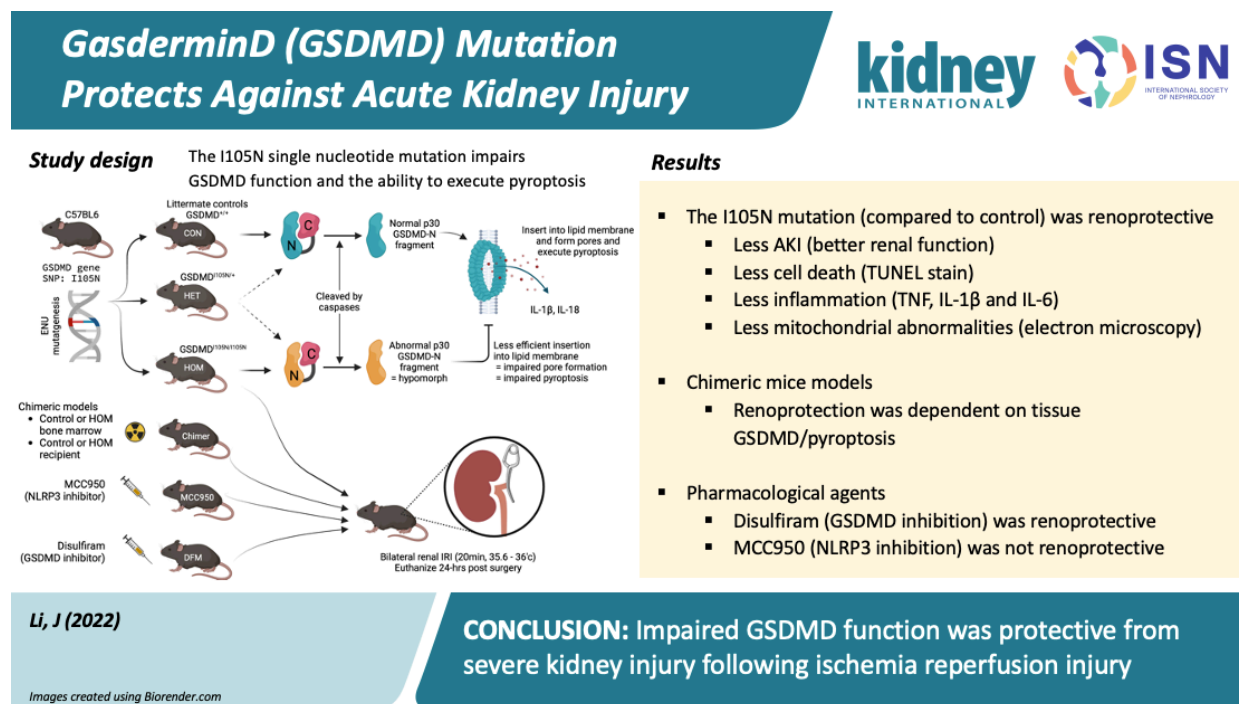 GasderminD (GSDMD) Mutation
Protects Against Acute Kidney Injury
kidney
INTERNATIONAL
ISN
INTERNATIONAL SOCIETY
OF NEPHROLOGY
Study design
The I105N single nucleotide mutation impairs
GSDMD function and the ability to execute pyroptosis
C57BL6
GSDMD gene
SNP: I105N
ENU
mutatgenesis
Littermate controls
GSDMD+/+
CON
GSDMDI105N/+
HET
GSDMDI105N/I105N
HOM
N
C
Normal p30
GSDMD-N
fragment
Cleaved by
caspases
N
C
Abnormal p30
GSDMD-N
fragment
= hypomorph
Insert into lipid membrane
and form pores and
execute pyroptosis
IL-1β, IL-18
Less efficient insertion
into lipid membrane
= impaired pore formation
= impaired pyroptosis
Chimeric models
• Control or HOM
bone marrow
• Control or HOM
recipient
Chimer
MCC950
(NLRP3 inhibitor)
MCC950
Disulfiram
(GSDMD inhibitor)
DFM
Bilateral renal IRI (20min, 35.6 - 36'c)
Euthanize 24-hrs post surgery
Results
▪ The I105N mutation (compared to control) was renoprotective
▪ Less AKI (better renal function)
▪ Less cell death (TUNEL stain)
▪ Less inflammation (TNF, IL-1β and IL-6)
▪ Less mitochondrial abnormalities (electron microscopy)
▪ Chimeric mice models
▪ Renoprotection was dependent on tissue
GSDMD/pyroptosis
▪ Pharmacological agents
▪ Disulfiram (GSDMD inhibition) was renoprotective
▪ MCC950 (NLRP3 inhibition) was not renoprotective
Li, J (2022)
Images created using Biorender.com
CONCLUSION: Impaired GSDMD function was protective from
severe kidney injury following ischemia reperfusion injury